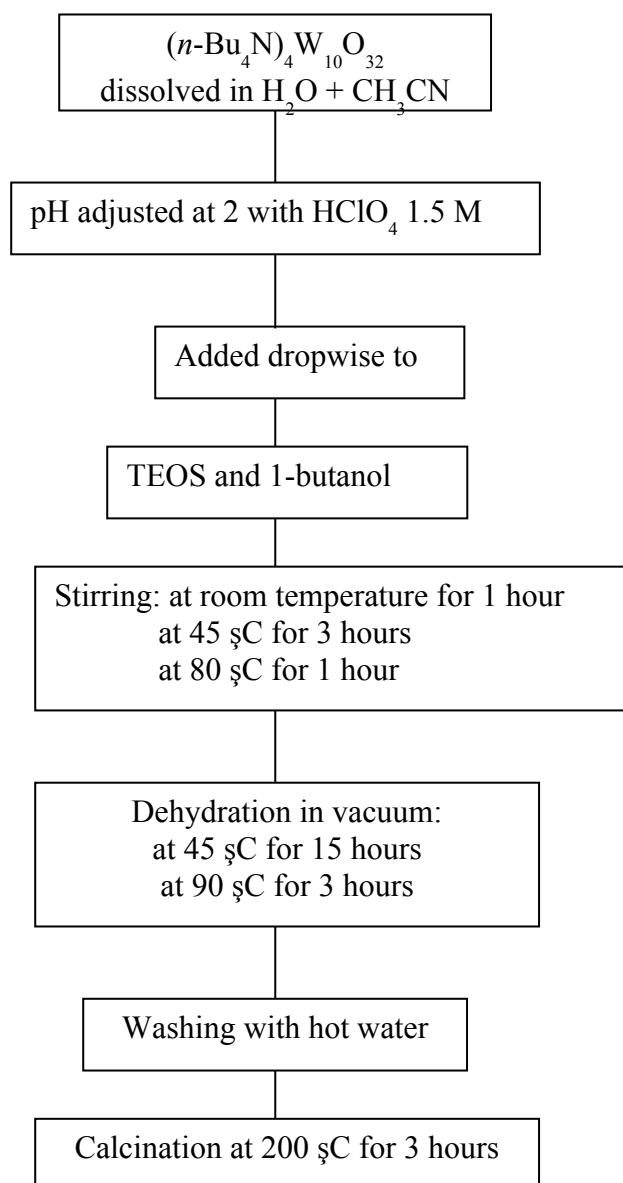 (n-Bu₄N)₄W₁₀O₃₂
dissolved in H₂O + CH₃CN
pH adjusted at 2 with HClO₄ 1.5 M
Added dropwise to
TEOS and 1-butanol
Stirring: at room temperature for 1 hour
at 45 şC for 3 hours
at 80 şC for 1 hour
Dehydration in vacuum:
at 45 şC for 15 hours
at 90 şC for 3 hours
Washing with hot water
Calcination at 200 şC for 3 hours